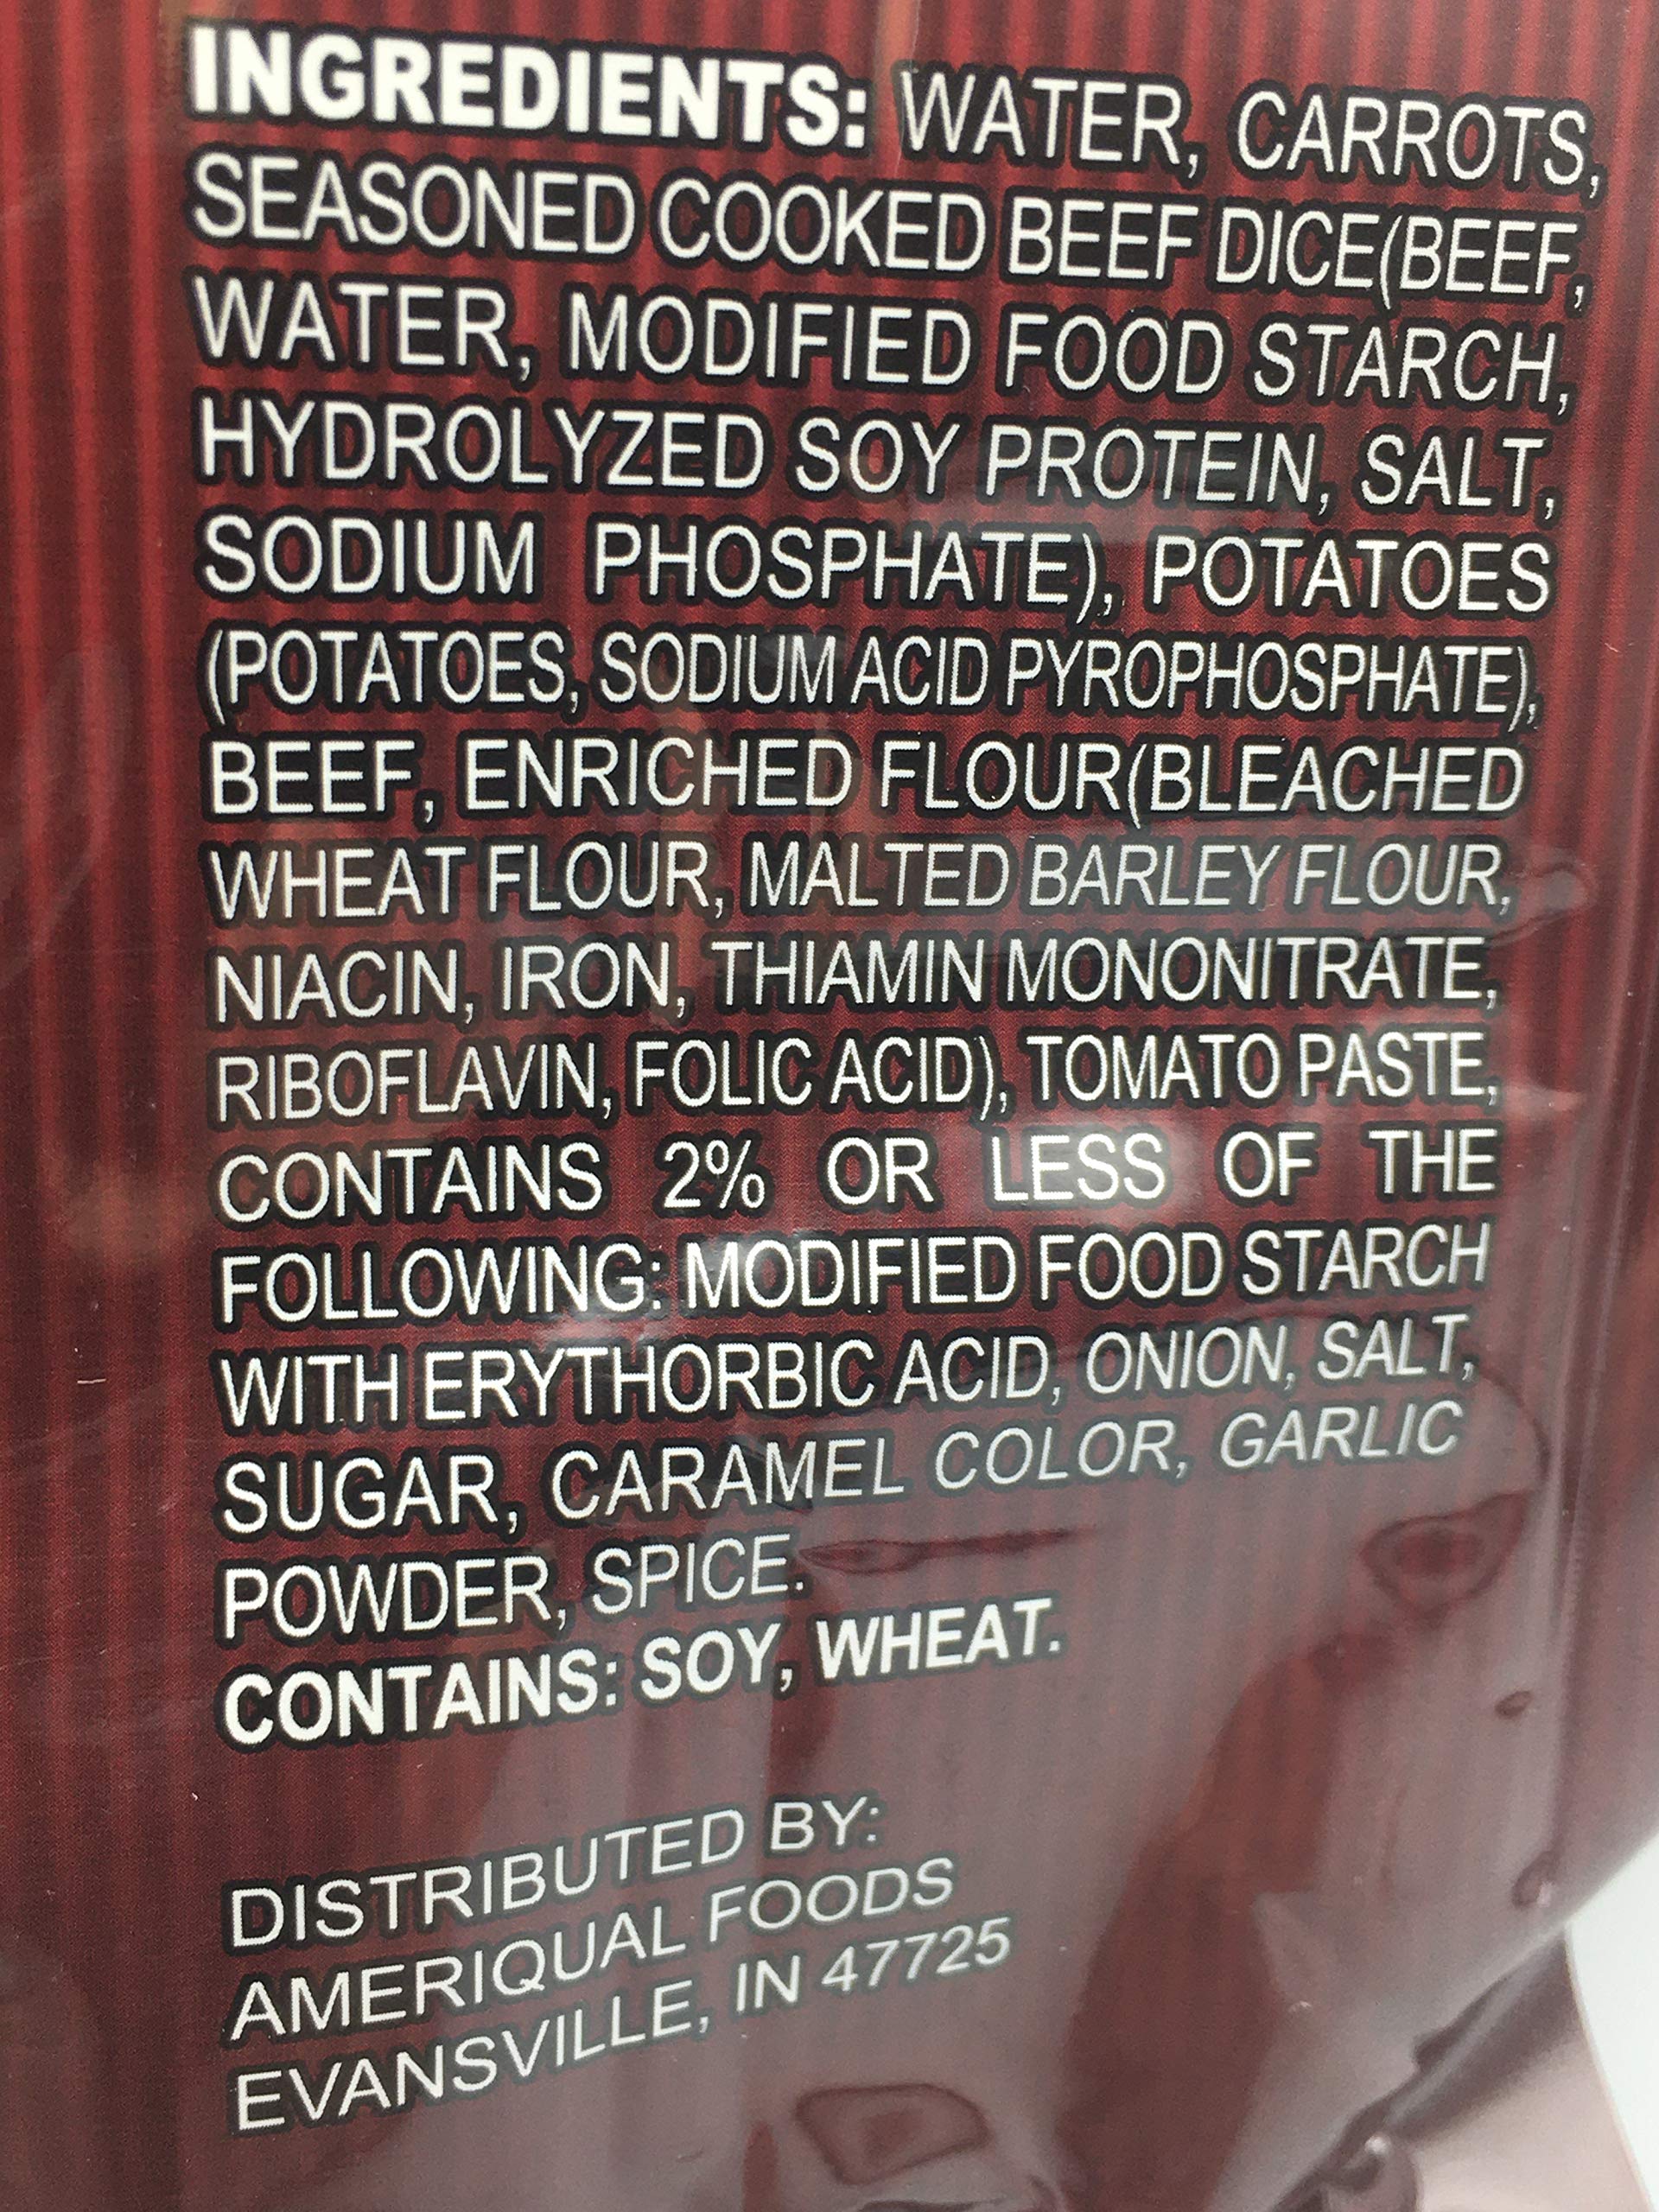 INGREDIENTS: WATER, CARROTS,
SEASONED COOKED BEEF DICE(BEEF,
WATER, MODIFIED FOOD STARCH,
HYDROLYZED SOY PROTEIN, SALT,
SODIUM PHOSPHATE), POTATOES
(POTATOES, SODIUM ACID PYROPHOSPHATE),
BEEF, ENRICHED FLOUR(BLEACHED
WHEAT FLOUR, MALTED BARLEY FLOUR,
NIACIN, IRON, THIAMIN MONONITRATE,
RIBOFLAVIN, FOLIC ACID), TOMATO PASTE,
CONTAINS 2% OR LESS OF THE
FOLLOWING: MODIFIED FOOD STARCH
WITH ERYTHORBIC ACID, ONION, SALT,
SUGAR, CARAMEL COLOR, GARLIC
POWDER, SPICE.
CONTAINS: SOY, WHEAT.
DISTRIBUTED BY:
AMERIQUAL FOODS
EVANSVILLE, IN 47725